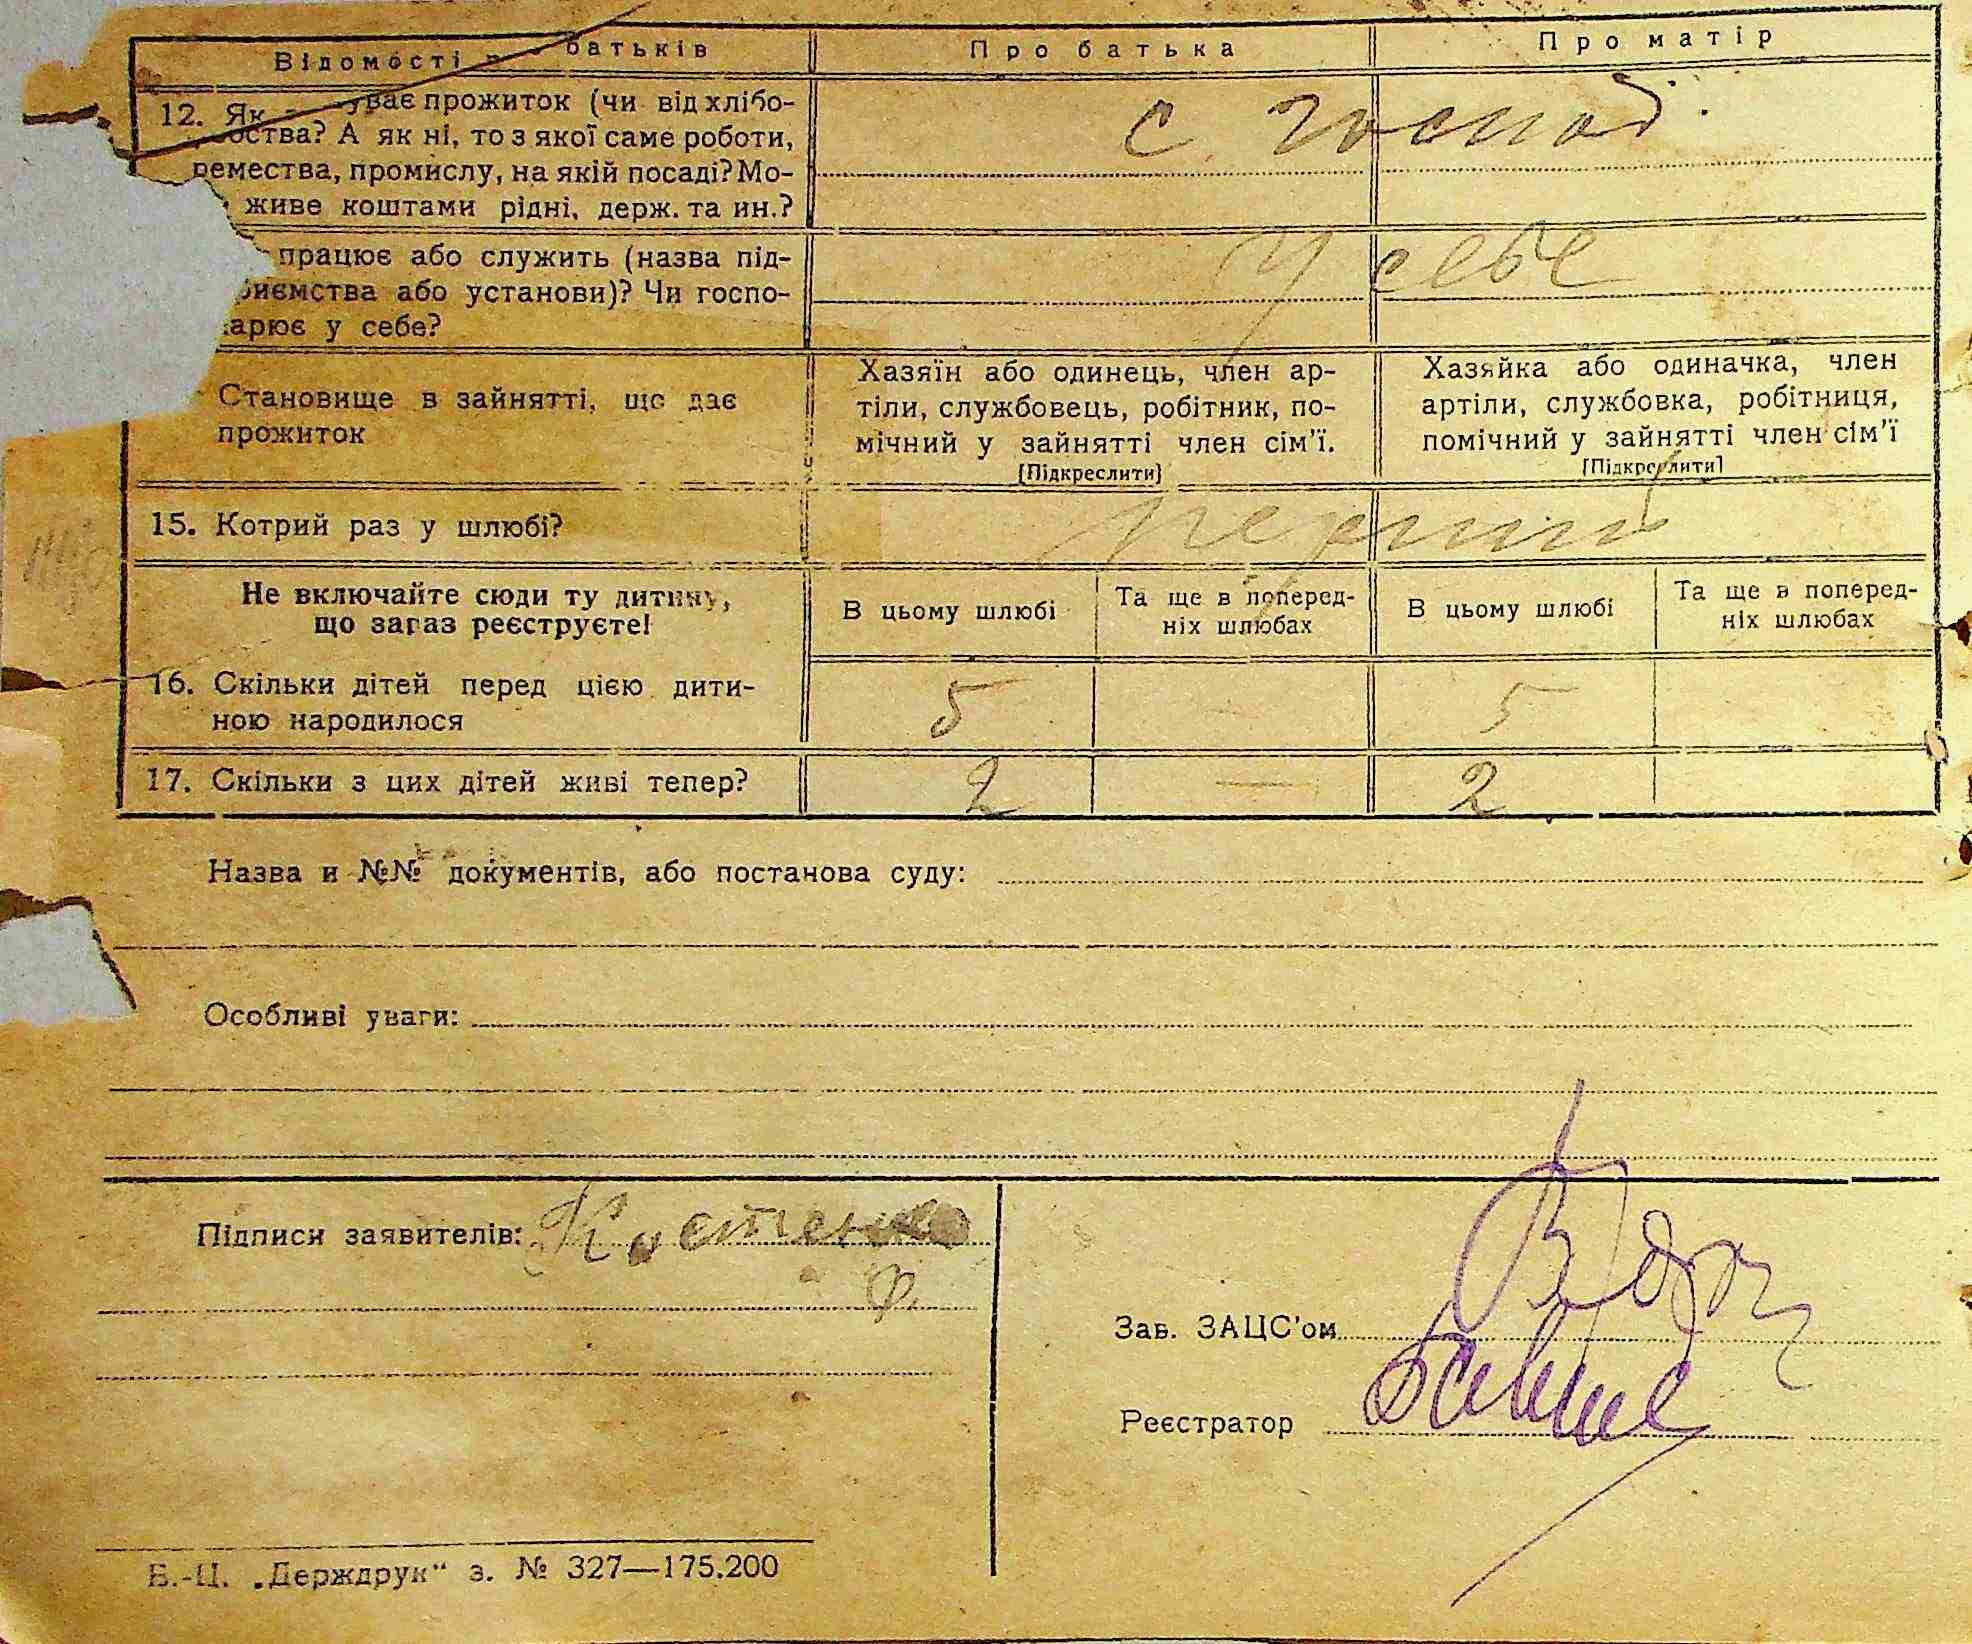 Відомості батьків Про батька Про матір
12. Як ував прожиток (чи від хлібо-
ства? А як ні, то з якої саме роботи,
ремества, промислу, на якій посаді? Мо-
живе коштами рідні, держ. та ин.?
с господ.
працює або служить (назва під-
риємства або установи)? Чи госпо-
дарює у себе?
у себе
Становище в зайнятті, що дає
прожиток
Хазяїн або одинець, член ар-
тіли, службовець, робітник, по-
мічний у зайнятті член сім’ї.
[Підкреслити]
Хазяйка або одиначка, член
артіли, службовка, робітниця,
помічний у зайнятті член сім’ї
[Підкреслити]
15. Котрий раз у шлюбі?
Не включайте сюди ту дитину,
що зараз реєструєте!
В цьому шлюбі
Та ще в поперед-
ніх шлюбах
В цьому шлюбі
Та ще в поперед-
ніх шлюбах
16. Скільки дітей перед цією дити-
ною народилося
5 — 5
17. Скільки з цих дітей живі тепер? 2 — 2
Назва и №№ документів, або постанова суду:
Особливі уваги:
Підписи заявителів: Костенко
Ф.
Зав. ЗАЦС’ом
Реєстратор
Б.-Ц. „Держдрук“ з. № 327—175.200